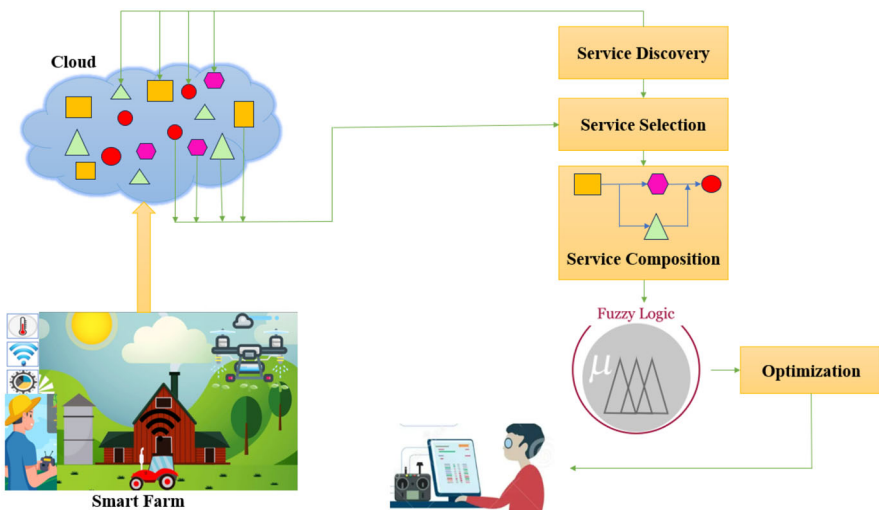 Cloud
Service Discovery
Service Selection
Service Composition
Fuzzy Logic
μ
Optimization
Smart Farm